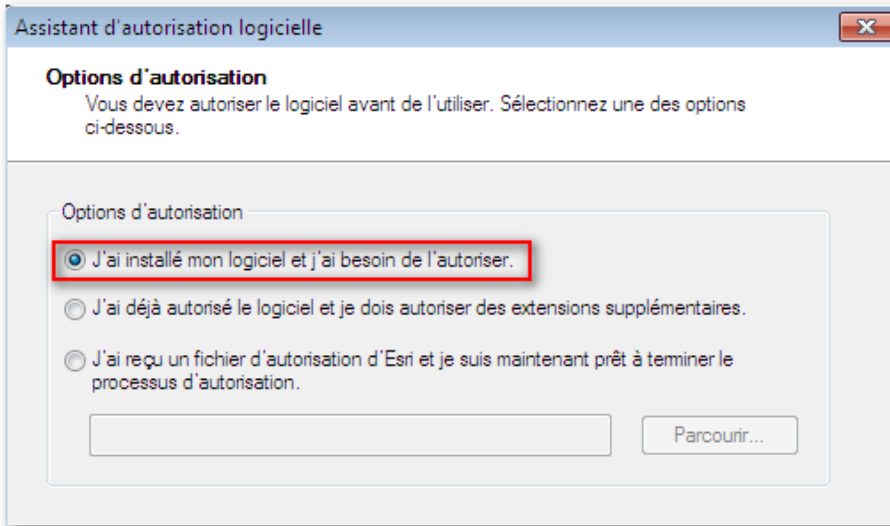 Assistant d'autorisation logicielle
Options d'autorisation
Vous devez autoriser le logiciel avant de l'utiliser. Sélectionnez une des options
ci-dessous.
Options d'autorisation
J'ai installé mon logiciel et j'ai besoin de l'autoriser.
J'ai déjà autorisé le logiciel et je dois autoriser des extensions supplémentaires.
J'ai reçu un fichier d'autorisation d'Esri et je suis maintenant prêt à terminer le
processus d'autorisation.
Parcourir...